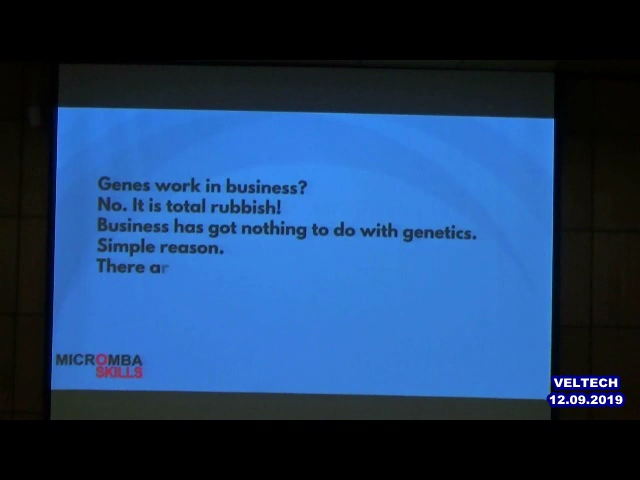 Genes work in business?
No. It is total rubbish!
Business has got nothing to do with genetics.
Simple reason.
There ar
MICROMBA
SKILLS
VELTECH
12.09.2019